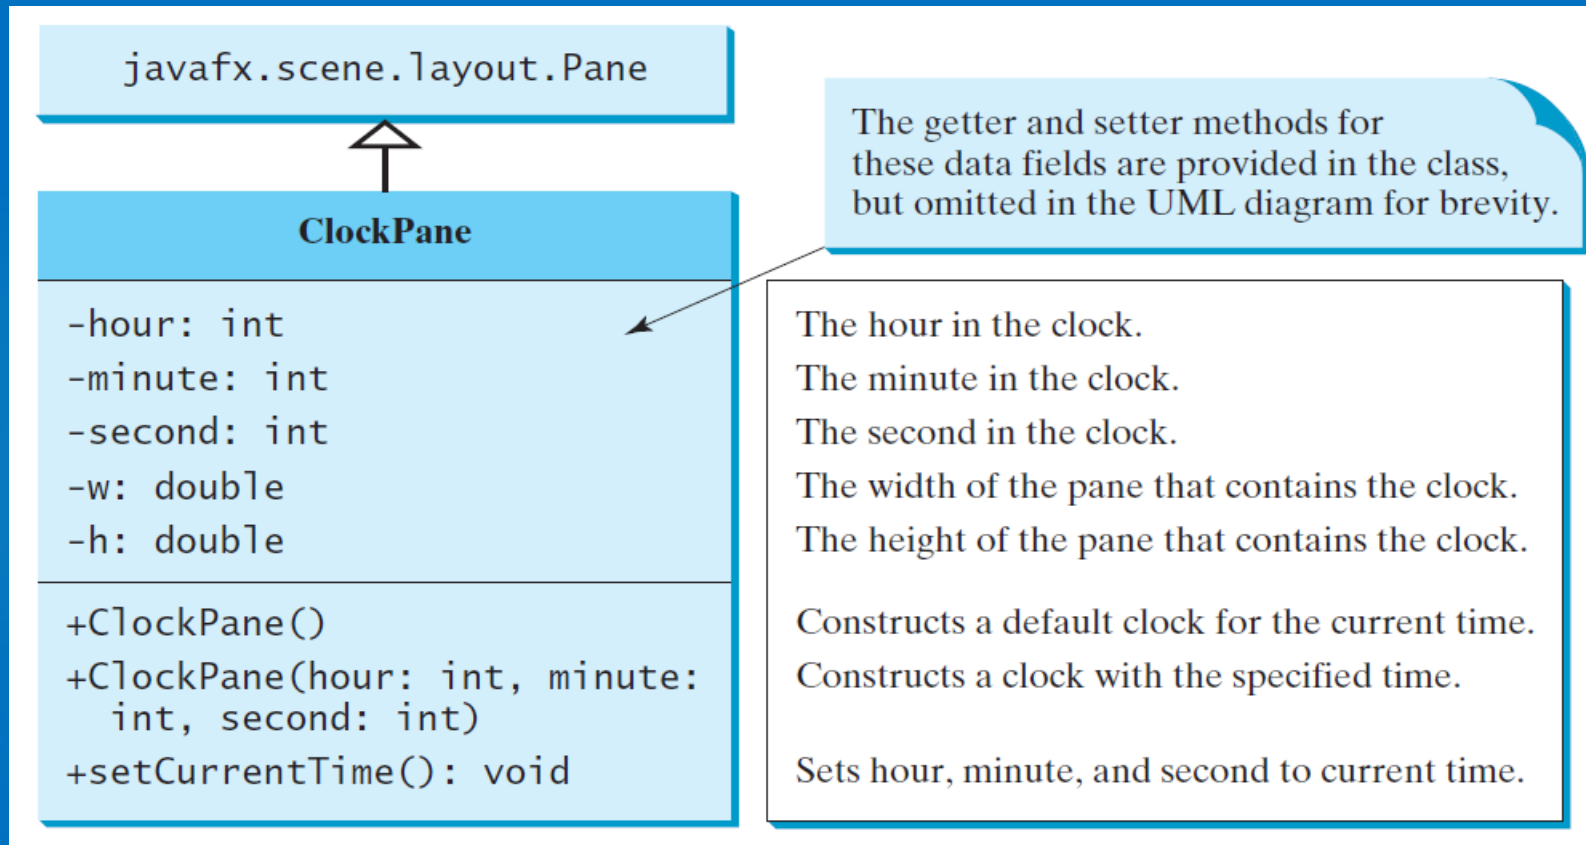 javafx.scene.layout.Pane
The getter and setter methods for
these data fields are provided in the class,
but omitted in the UML diagram for brevity.
ClockPane
-hour: int
The hour in the clock.
-minute: int
The minute in the clock.
-second: int
The second in the clock.
-w: double
The width of the pane that contains the clock.
-h: double
The height of the pane that contains the clock.
+ClockPane()
Constructs a default clock for the current time.
+ClockPane(hour: int, minute:
int, second: int)
Constructs a clock with the specified time.
+setCurrentTime(): void
Sets hour, minute, and second to current time.